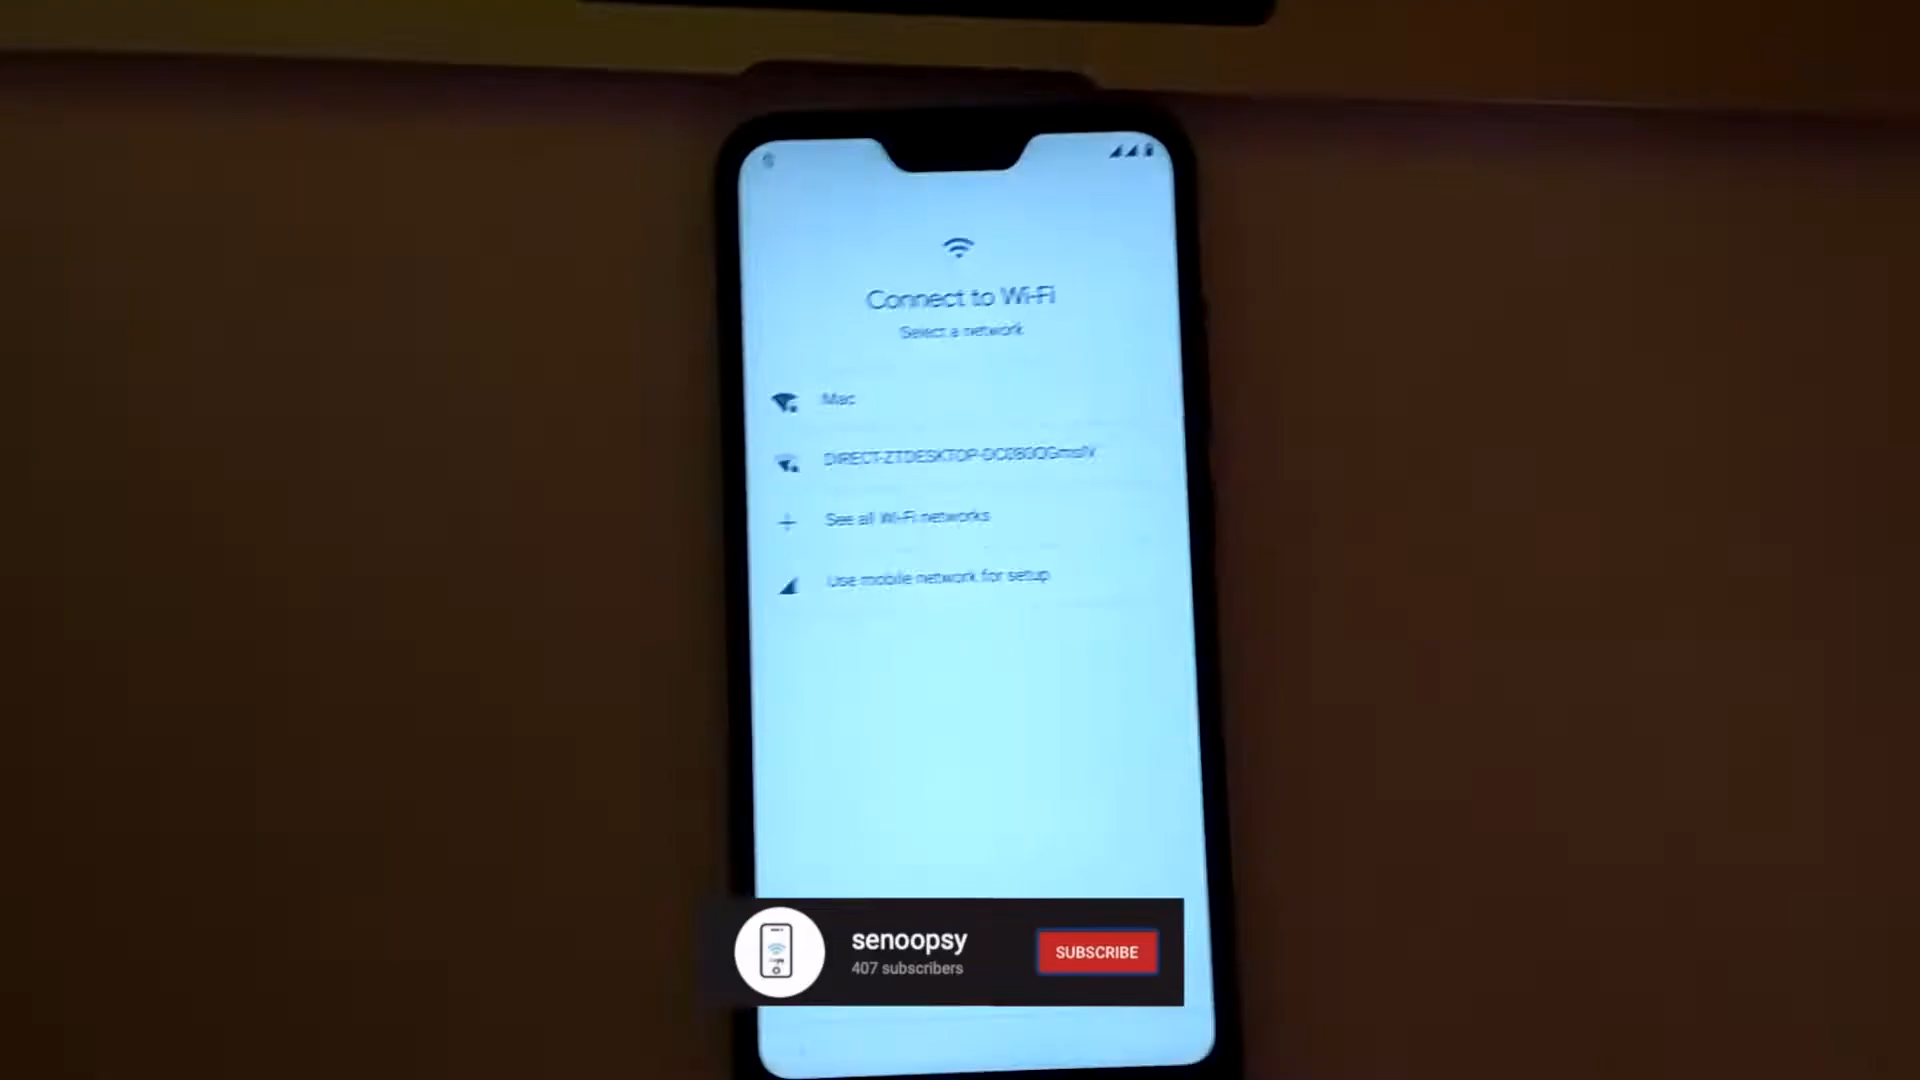 Connect to Wi-Fi
Select a network
Mac
See all Wi-Fi networks
Use mobile network for setup
senoopsy
407 subscribers
SUBSCRIBE